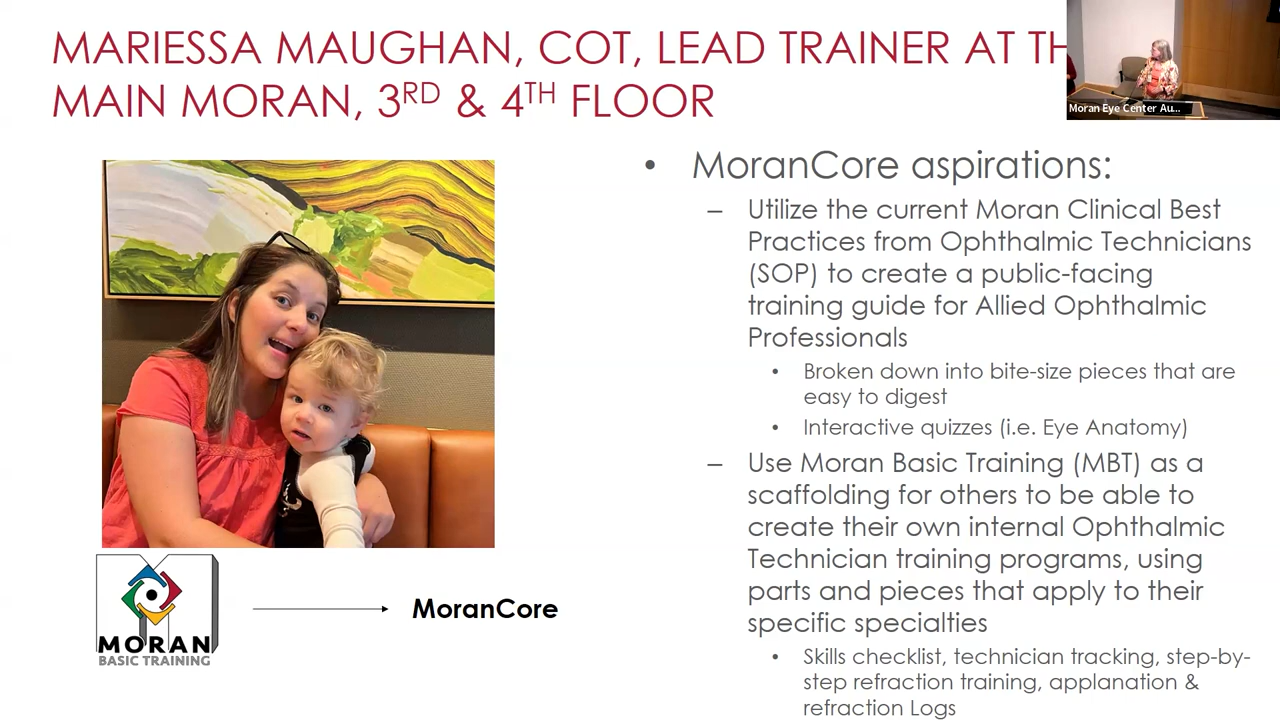 MARIESSA MAUGHAN, COT, LEAD TRAINER AT TH
MAIN MORAN, 3RD & 4TH FLOOR
Moran Eye Center Au...
• MoranCore aspirations:
– Utilize the current Moran Clinical Best
Practices from Ophthalmic Technicians
(SOP) to create a public-facing
training guide for Allied Ophthalmic
Professionals
• Broken down into bite-size pieces that are
easy to digest
• Interactive quizzes (i.e. Eye Anatomy)
– Use Moran Basic Training (MBT) as a
scaffolding for others to be able to
create their own internal Ophthalmic
Technician training programs, using
parts and pieces that apply to their
specific specialties
• Skills checklist, technician tracking, step-by-
step refraction training, applanation &
refraction Logs
MORAN
BASIC TRAINING
MoranCore